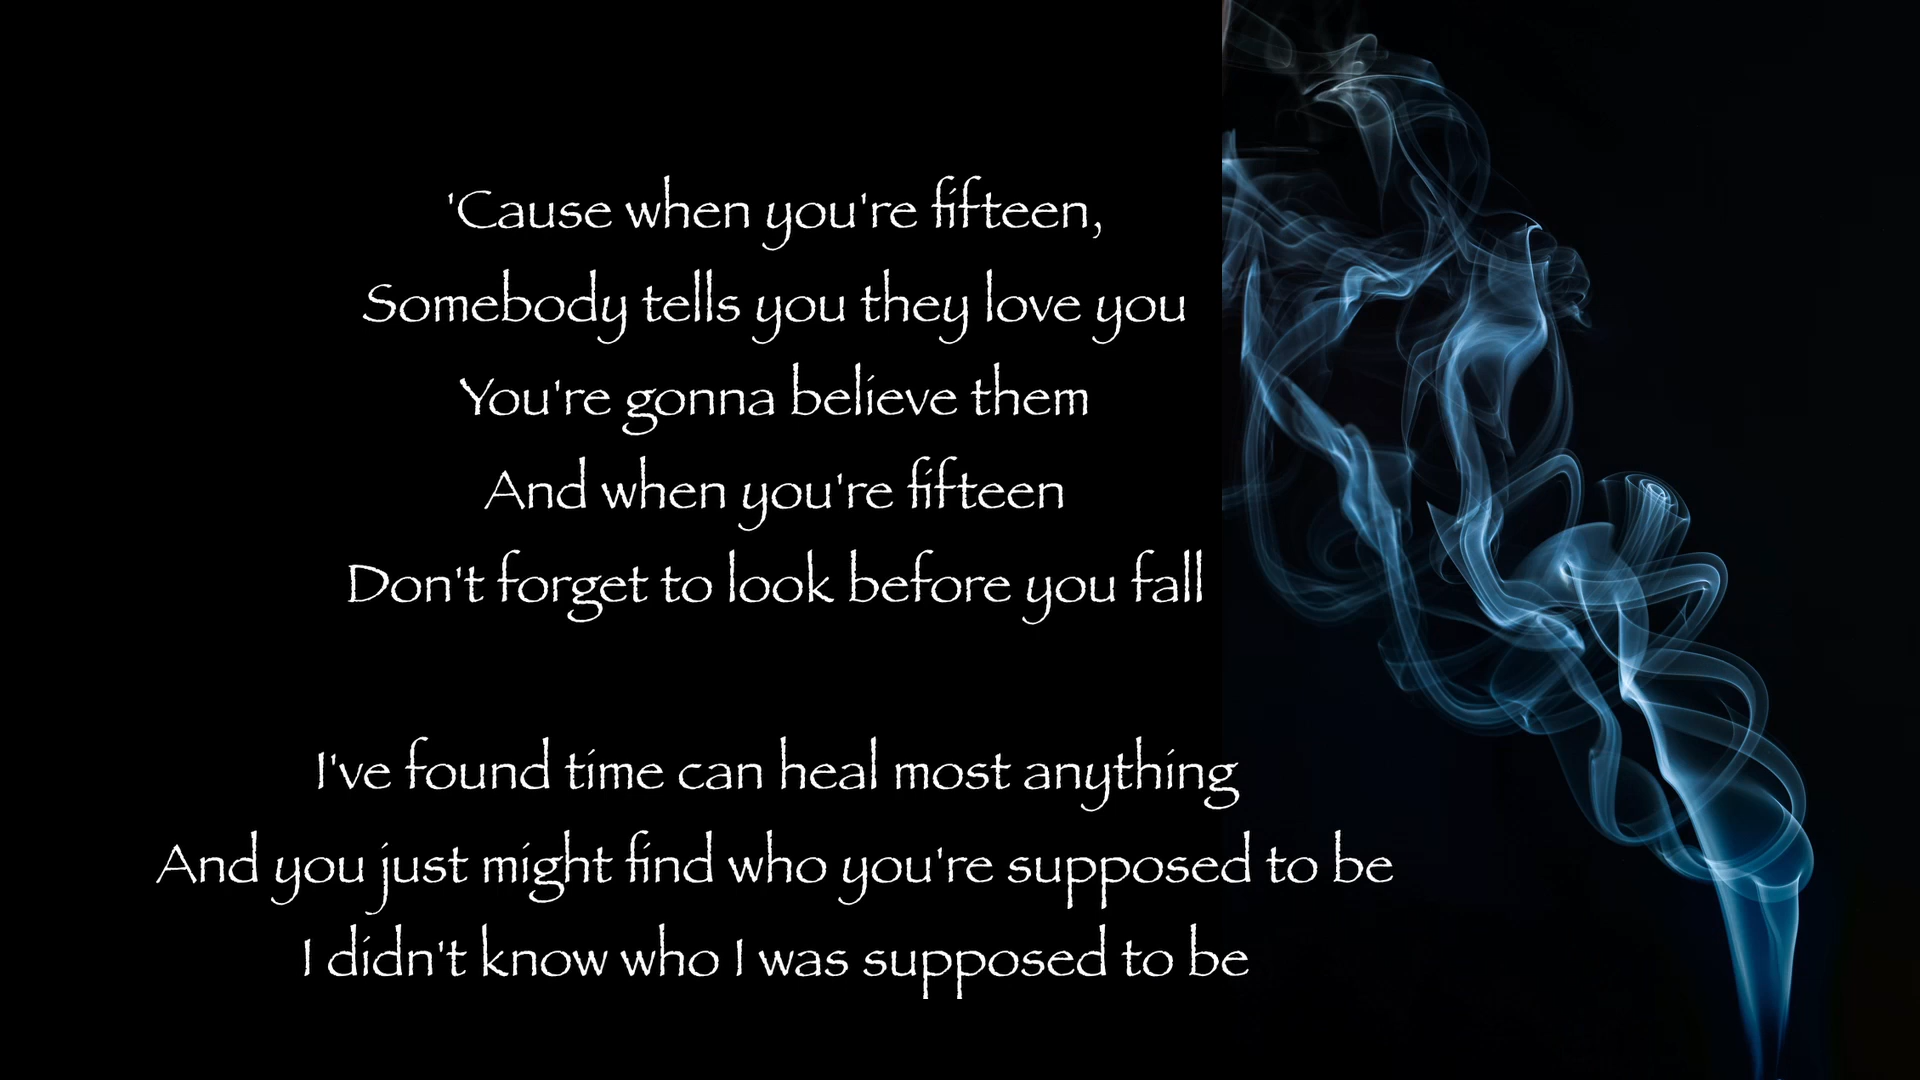 'Cause when you're fifteen,
Somebody tells you they love you
You're gonna believe them
And when you're fifteen
Don't forget to look before you fall
I've found time can heal most anything
And you just might find who you're supposed to be
I didn't know who I was supposed to be